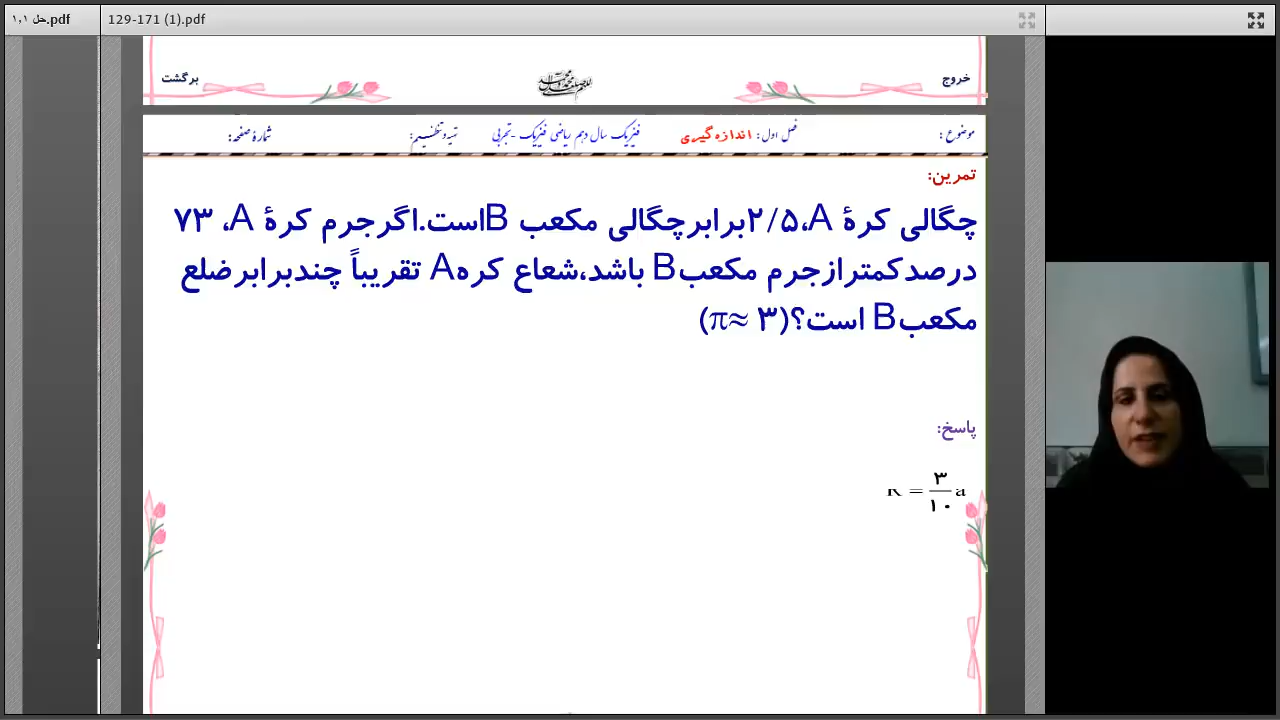 حل ۱,۱.pdf
129-171 (1).pdf
خروج
برگشت
موضوع :
فصل اول: اندازه گیری
فیزیک سال دهم ریاضی فیزیک -تجربی
تهیه و تنظیم:
شمارهٔ صفحه:
تمرین:
چگالی کرهٔ A،۲/۵برابرچگالی مکعب Bاست.اگرجرم کرهٔ A، ۷۳
درصدکمترازجرم مکعبB باشد،شعاع کرهA تقریباً چندبرابرضلع
مکعبB است؟(π≈ ۳)
پاسخ:
R = ۳/۱۰ a